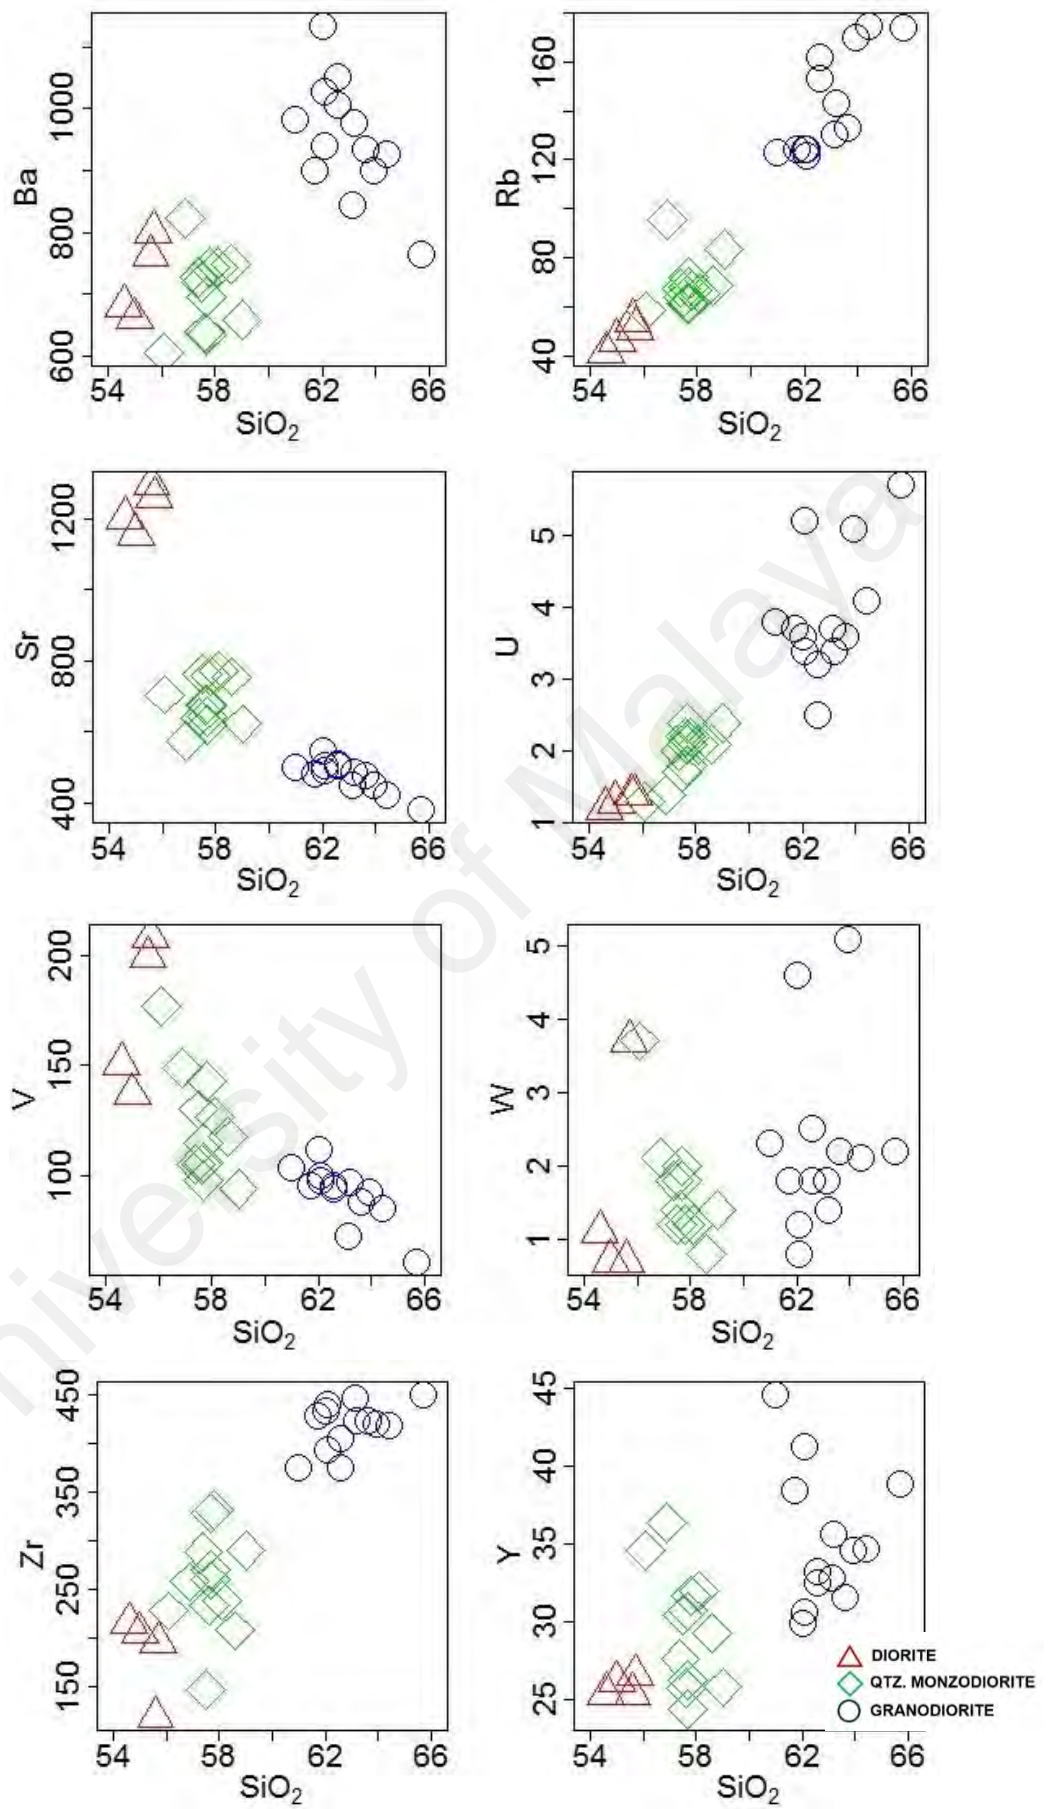 Ba
1000
800
600
54 58 62 66
SiO₂
Rb
160
120
80
40
54 58 62 66
SiO₂
Sr
1200
800
400
54 58 62 66
SiO₂
U
5
4
3
2
1
54 58 62 66
SiO₂
V
200
150
100
54 58 62 66
SiO₂
W
5
4
3
2
1
54 58 62 66
SiO₂
Zr
450
350
250
150
54 58 62 66
SiO₂
Y
45
40
35
30
25
54 58 62 66
SiO₂
DIORITE
QTZ. MONZODIORITE
GRANODIORITE
University of Malaya